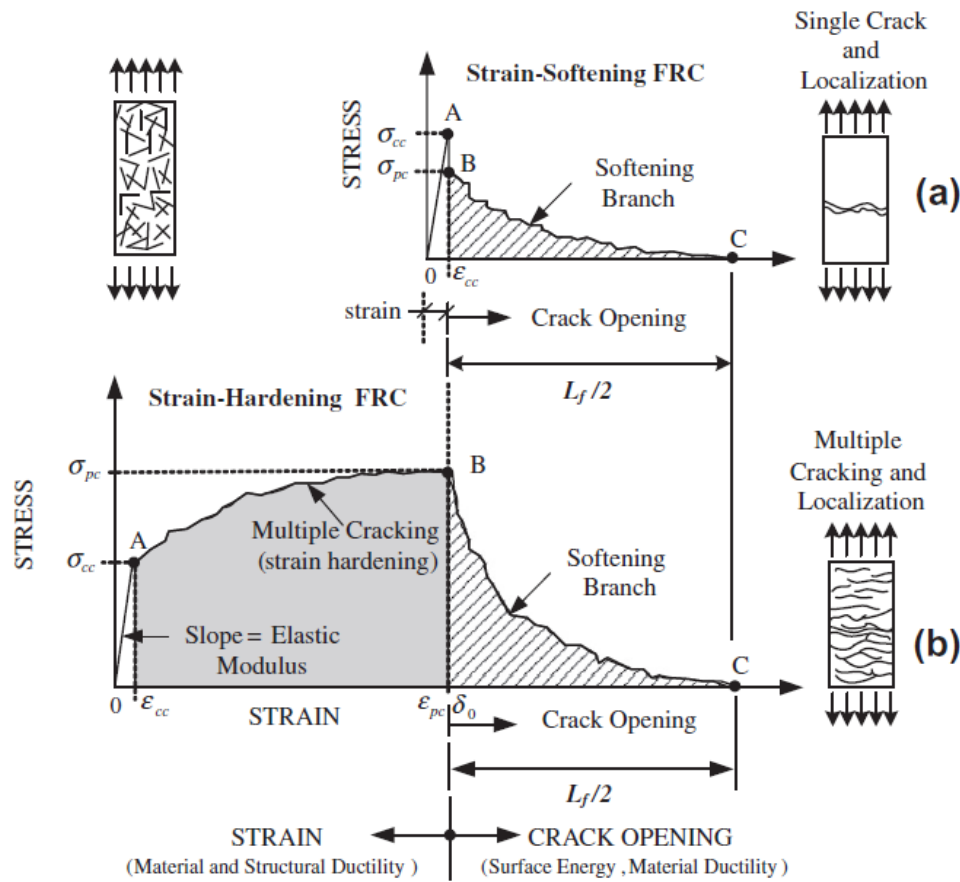 Single Crack
and
Localization
Strain-Softening FRC
STRESS
A
σcc
B
σpc
Softening
Branch
(a)
C
0
εcc
strain
Crack Opening
Lf/2
Strain-Hardening FRC
STRESS
σpc
B
Multiple
Cracking and
Localization
Multiple Cracking
(strain hardening)
A
σcc
Softening
Branch
Slope = Elastic
Modulus
(b)
C
0
εcc
STRAIN
εpc
δ0
Crack Opening
Lf/2
STRAIN
CRACK OPENING
(Material and Structural Ductility)
(Surface Energy, Material Ductility)